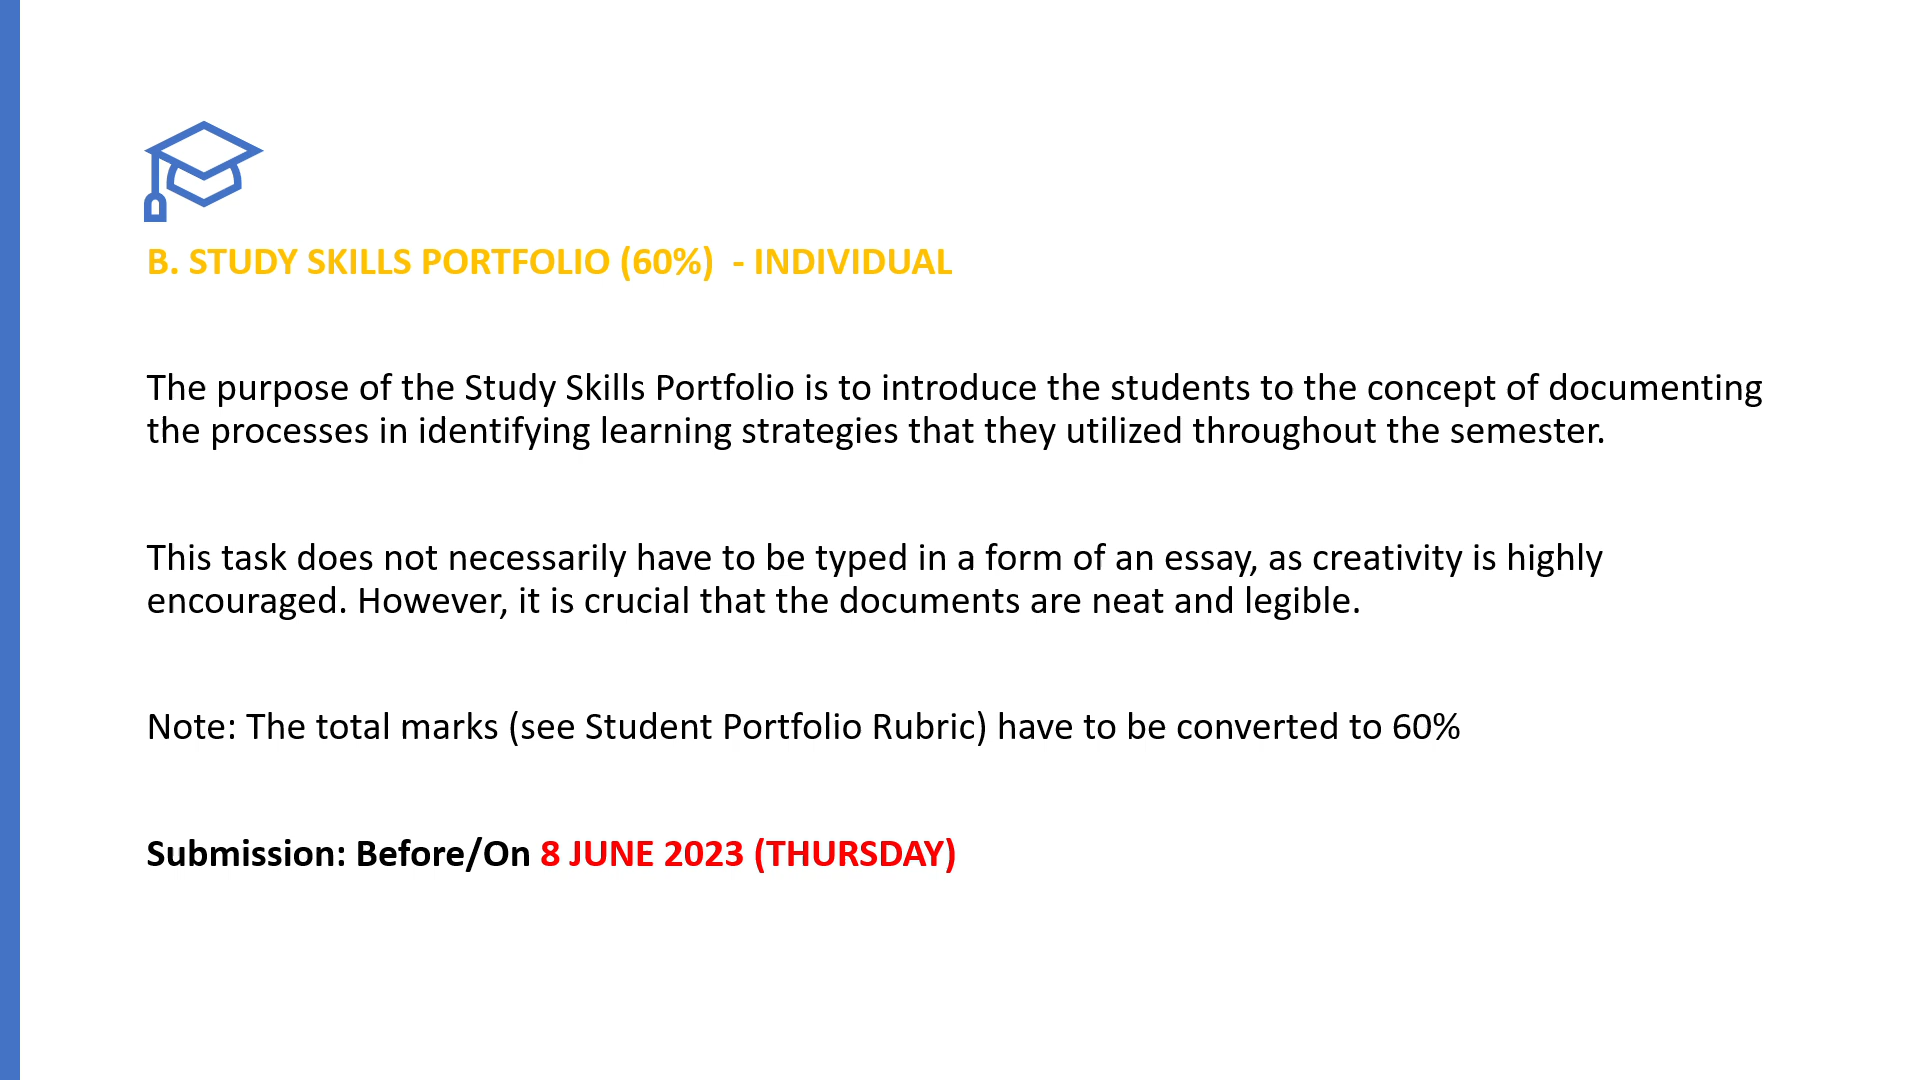 B. STUDY SKILLS PORTFOLIO (60%)  - INDIVIDUAL
The purpose of the Study Skills Portfolio is to introduce the students to the concept of documenting
the processes in identifying learning strategies that they utilized throughout the semester.
This task does not necessarily have to be typed in a form of an essay, as creativity is highly
encouraged. However, it is crucial that the documents are neat and legible.
Note: The total marks (see Student Portfolio Rubric) have to be converted to 60%
Submission: Before/On 8 JUNE 2023 (THURSDAY)